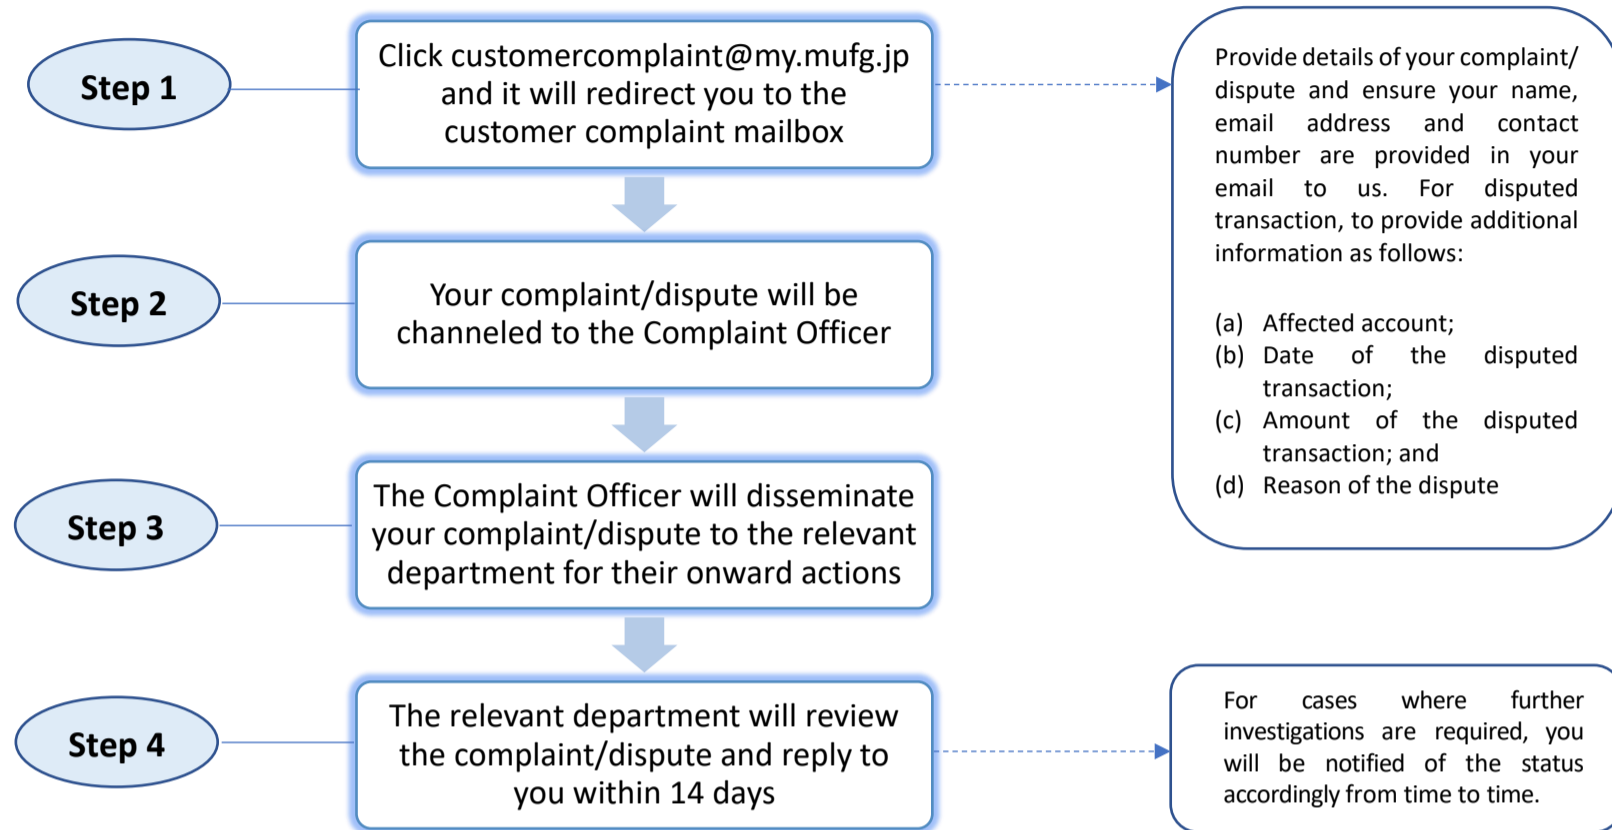 Step 1
Click customercomplaint@my.mufg.jp
and it will redirect you to the
customer complaint mailbox
Provide details of your complaint/
dispute and ensure your name,
email address and contact
number are provided in your
email to us. For disputed
transaction, to provide additional
information as follows:
(a) Affected account;
(b) Date of the disputed
transaction;
(c) Amount of the disputed
transaction; and
(d) Reason of the dispute
Step 2
Your complaint/dispute will be
channeled to the Complaint Officer
Step 3
The Complaint Officer will disseminate
your complaint/dispute to the relevant
department for their onward actions
Step 4
The relevant department will review
the complaint/dispute and reply to
you within 14 days
For cases where further
investigations are required, you
will be notified of the status
accordingly from time to time.